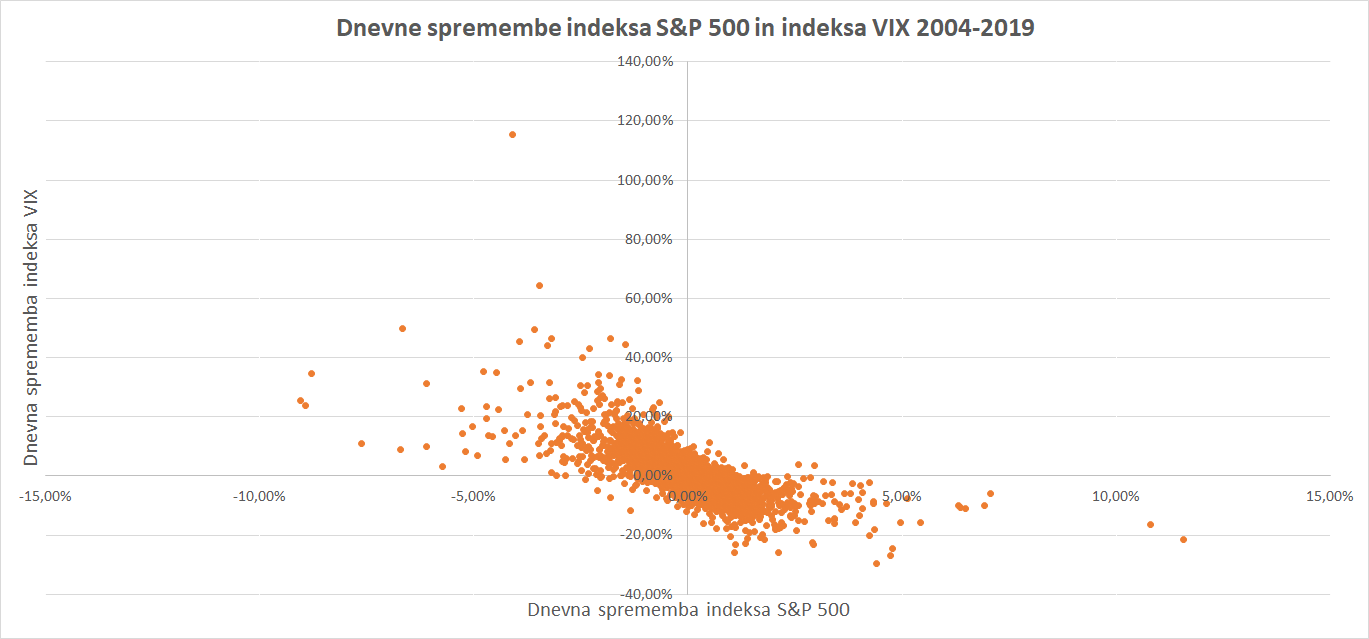 Dnevne spremembe indeksa S&P 500 in indeksa VIX 2004-2019
140,00%
120,00%
100,00%
80,00%
60,00%
40,00%
20,00%
0,00%
-15,00% -10,00% -5,00% 0,00% 5,00% 10,00% 15,00%
-20,00%
-40,00%
Dnevna sprememba indeksa VIX
Dnevna sprememba indeksa S&P 500